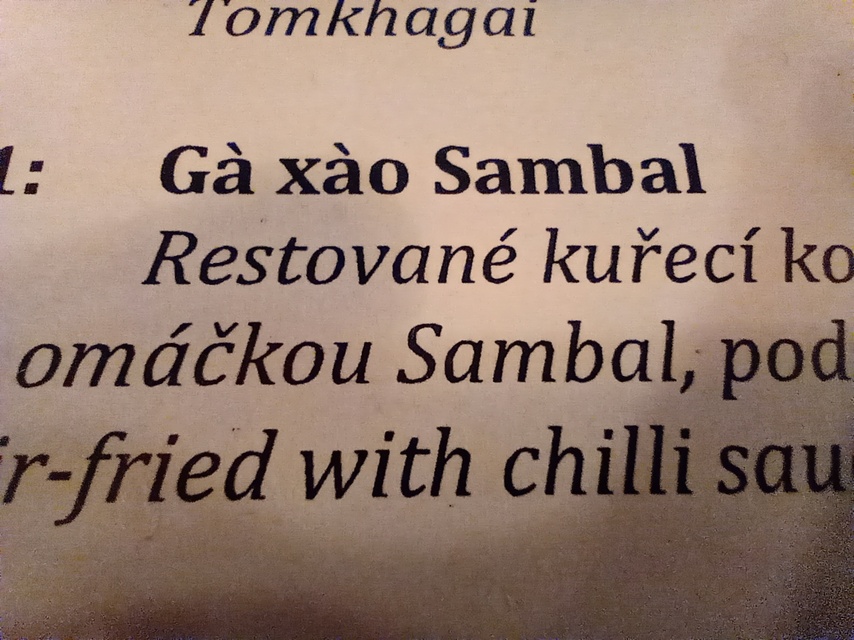 Tomkhagai
1: Gà xào Sambal
Restované kuřecí ko
omáčkou Sambal, pod
ir-fried with chilli sau